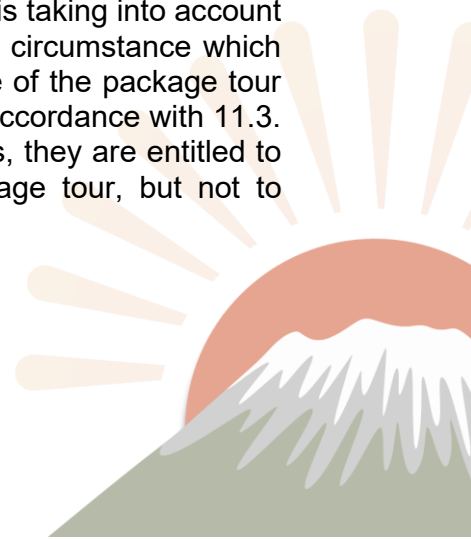 is taking into account
circumstance which
of the package tour
accordance with 11.3.
, they are entitled to
age tour, but not to